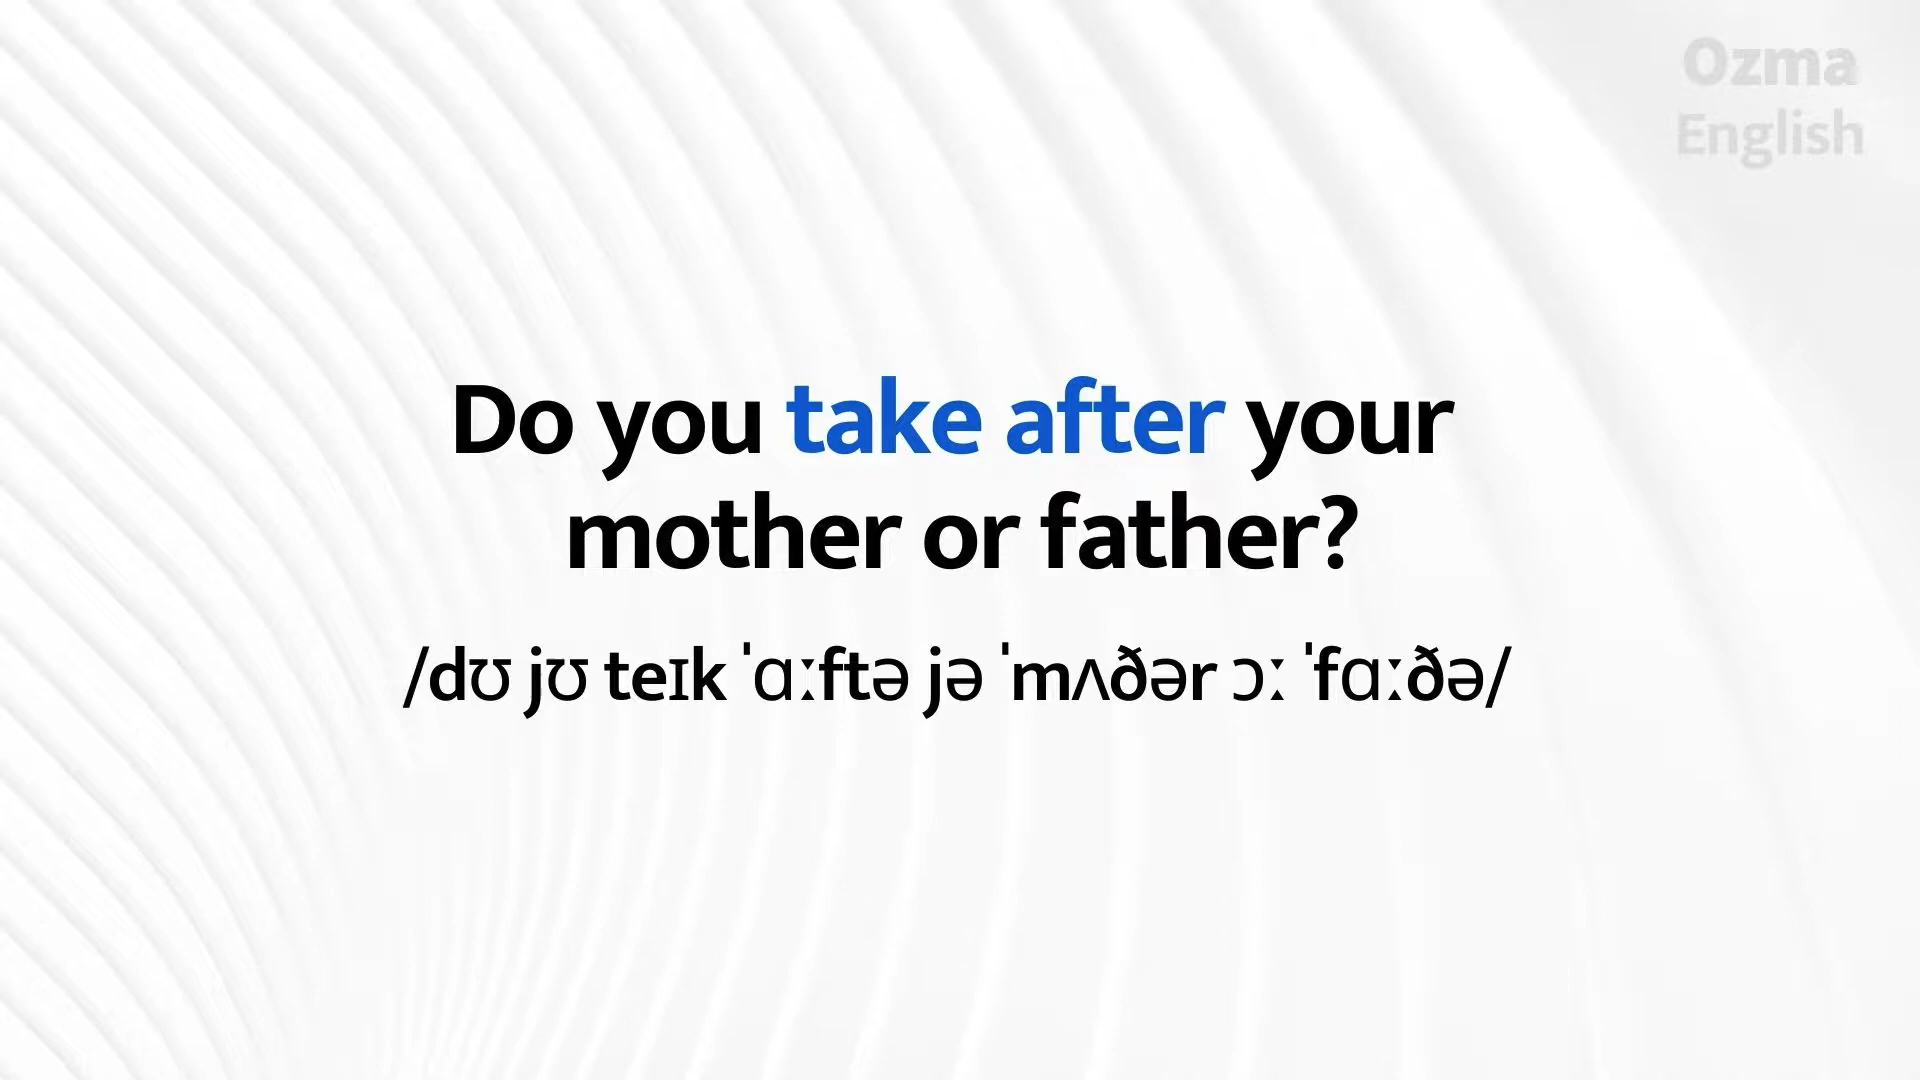 Ozma
English
Do you take after your
mother or father?
/dʊ jʊ teɪk ˈɑːftə jə ˈmʌðər ɔː ˈfɑːðə/